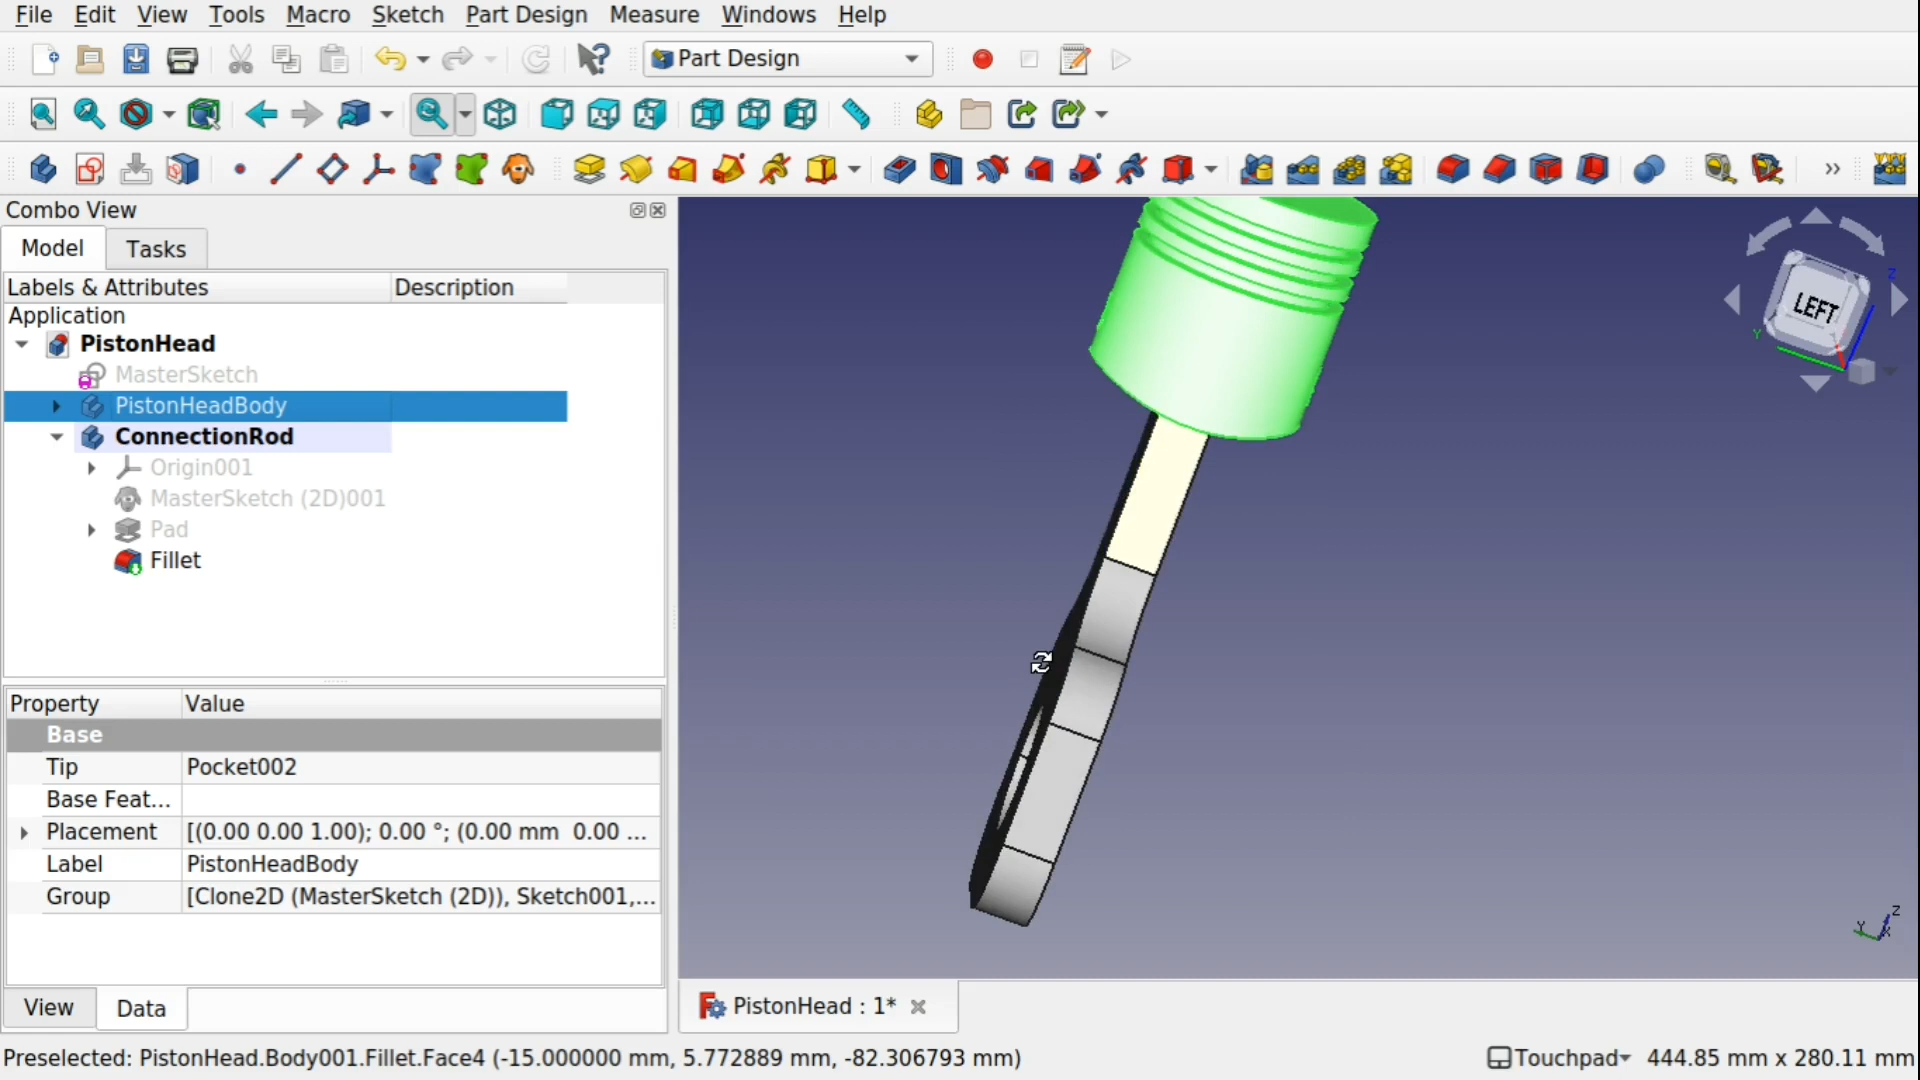 File Edit View Tools Macro Sketch Part Design Measure Windows Help
Part Design
Combo View
Model Tasks
Labels & Attributes Description
Application
PistonHead
MasterSketch
PistonHeadBody
ConnectionRod
Origin001
MasterSketch (2D)001
Pad
Fillet
Property Value
Base
Tip Pocket002
Base Feat...
Placement [(0.00 0.00 1.00); 0.00 °; (0.00 mm 0.00 ...
Label PistonHeadBody
Group [Clone2D (MasterSketch (2D)), Sketch001,...
View Data
LEFT
Z
Y
Z
Y
X
PistonHead : 1*
Preselected: PistonHead.Body001.Fillet.Face4 (-15.000000 mm, 5.772889 mm, -82.306793 mm)
Touchpad 444.85 mm x 280.11 mm